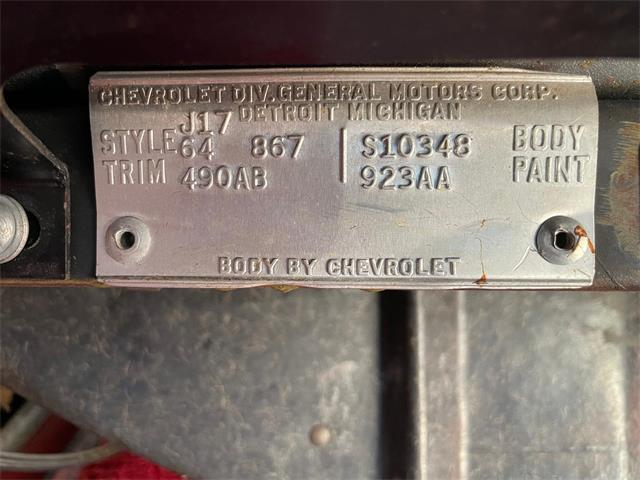 CHEVROLET DIV. GENERAL MOTORS CORP.
DETROIT MICHIGAN
J17
STYLE 64 867 S10348 BODY
TRIM 490AB 923AA PAINT
BODY BY CHEVROLET